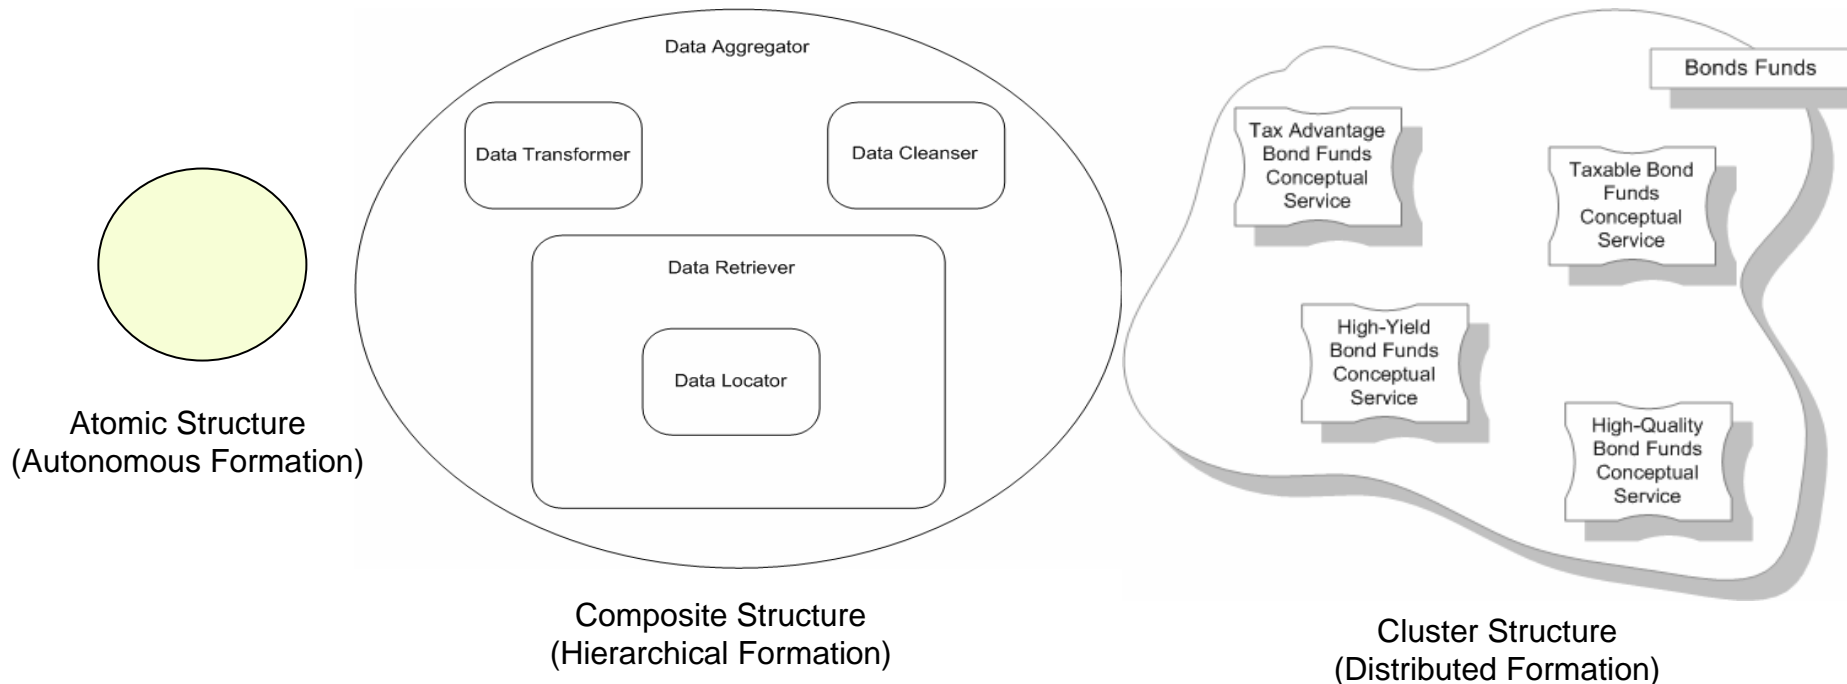 Atomic Structure
(Autonomous Formation)
Data Aggregator
Data Transformer
Data Cleanser
Data Retriever
Data Locator
Composite Structure
(Hierarchical Formation)
Bonds Funds
Tax Advantage
Bond Funds
Conceptual
Service
Taxable Bond
Funds
Conceptual
Service
High-Yield
Bond Funds
Conceptual
Service
High-Quality
Bond Funds
Conceptual
Service
Cluster Structure
(Distributed Formation)